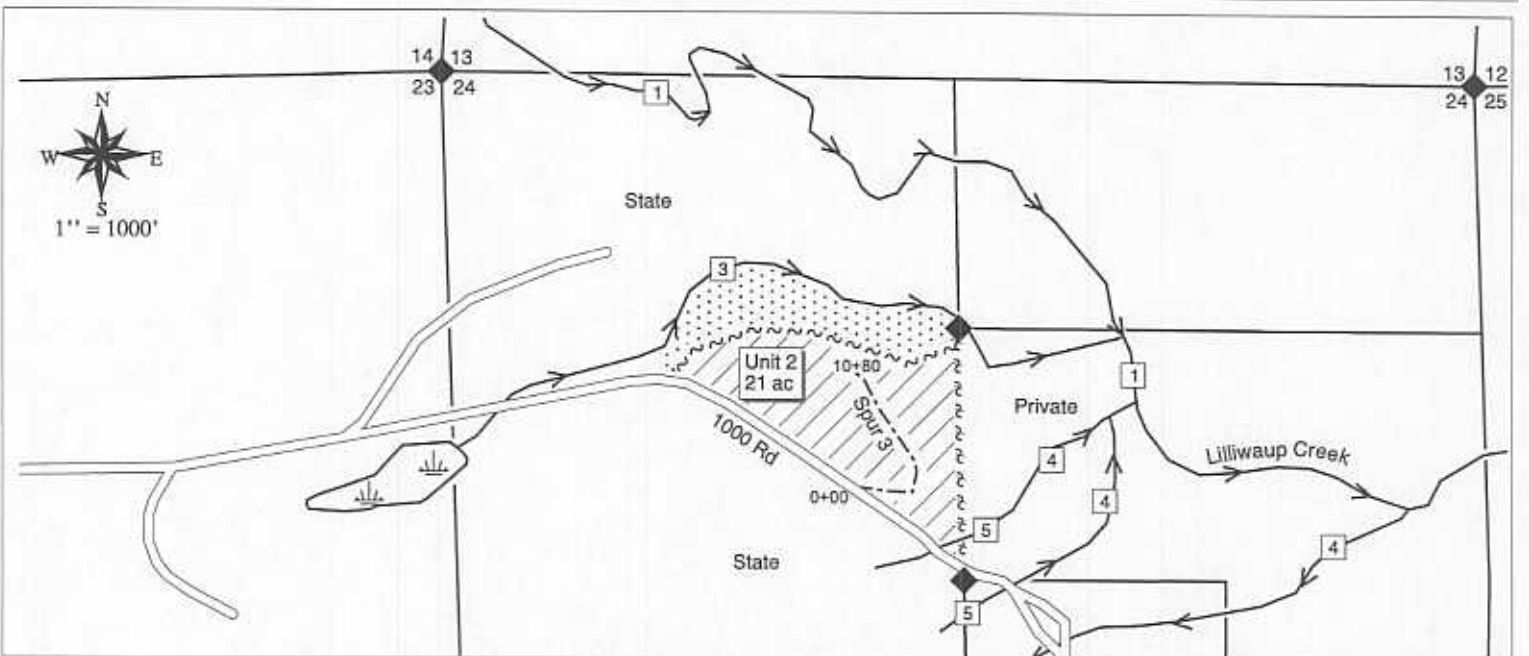 14 13
23 24
13 12
24 25
N
W E
S
1'' = 1000'
1
State
3
Unit 2
21 ac
10+80
Spur 3
1000 Rd
0+00
Private
1
4
Lilliwaup Creek
4
5
4
State
5